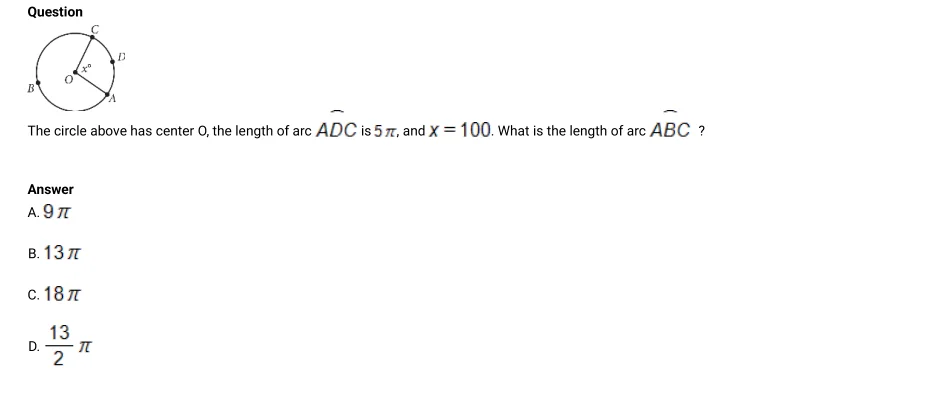 Question
C
D
x°
O
B
A
The circle above has center O, the length of arc ADC is 5π, and x = 100. What is the length of arc ABC ?
Answer
A. 9π
B. 13π
C. 18π
D. 13/2 π